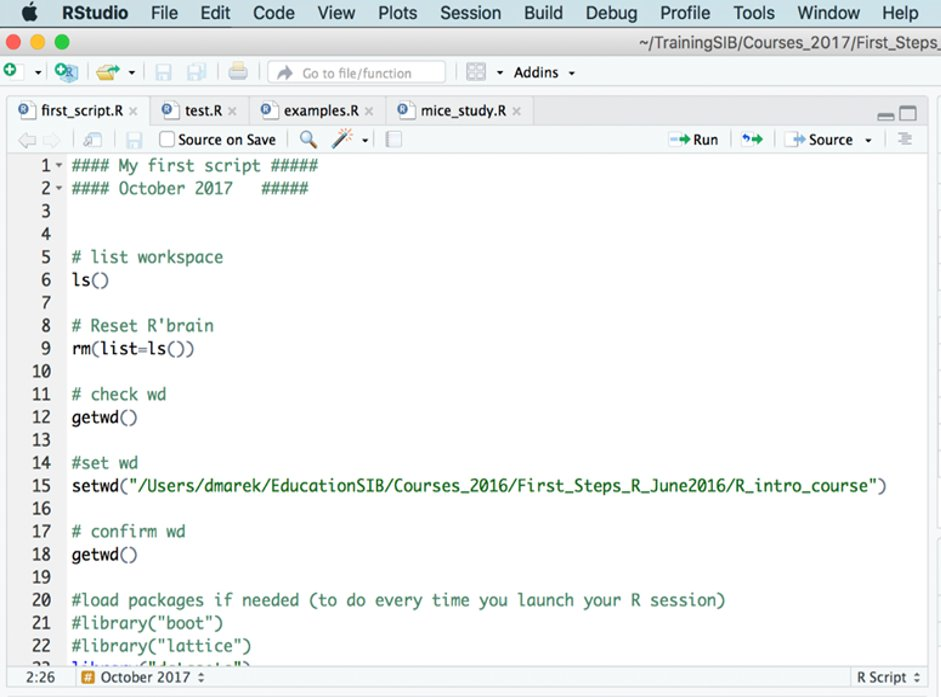 RStudio File Edit Code View Plots Session Build Debug Profile Tools Window Help
~/TrainingSIB/Courses_2017/First_Steps_
Go to file/function Addins
first_script.R test.R examples.R mice_study.R
Source on Save Run Source
1 #### My first script #####
2 #### October 2017 #####
3
4
5 # list workspace
6 ls()
7
8 # Reset R'brain
9 rm(list=ls())
10
11 # check wd
12 getwd()
13
14 #set wd
15 setwd("/Users/dmarek/EducationSIB/Courses_2016/First_Steps_R_June2016/R_intro_course")
16
17 # confirm wd
18 getwd()
19
20 #load packages if needed (to do every time you launch your R session)
21 #library("boot")
22 #library("lattice")
2:26 # October 2017 R Script